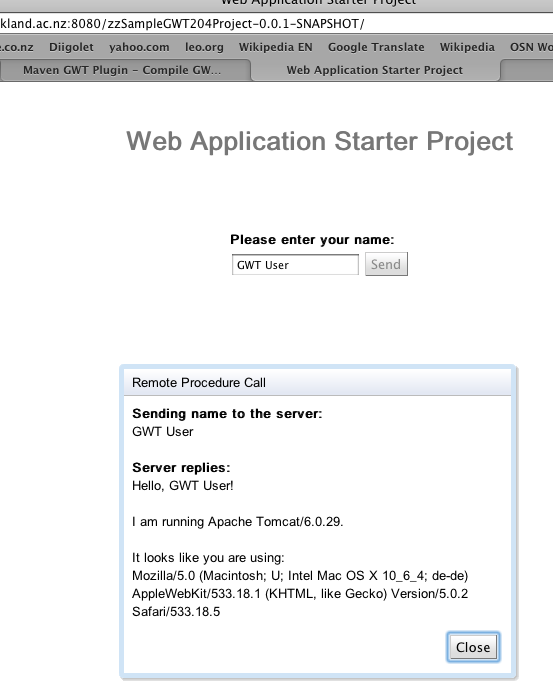 Web Application Starter Project
kland.ac.nz:8080/zzSampleGWT204Project-0.0.1-SNAPSHOT/
.co.nz Diigolet yahoo.com leo.org Wikipedia EN Google Translate Wikipedia OSN Wo
Maven GWT Plugin – Compile GW... Web Application Starter Project
Web Application Starter Project
Please enter your name:
GWT User Send
Remote Procedure Call
Sending name to the server:
GWT User
Server replies:
Hello, GWT User!
I am running Apache Tomcat/6.0.29.
It looks like you are using:
Mozilla/5.0 (Macintosh; U; Intel Mac OS X 10_6_4; de-de)
AppleWebKit/533.18.1 (KHTML, like Gecko) Version/5.0.2
Safari/533.18.5
Close